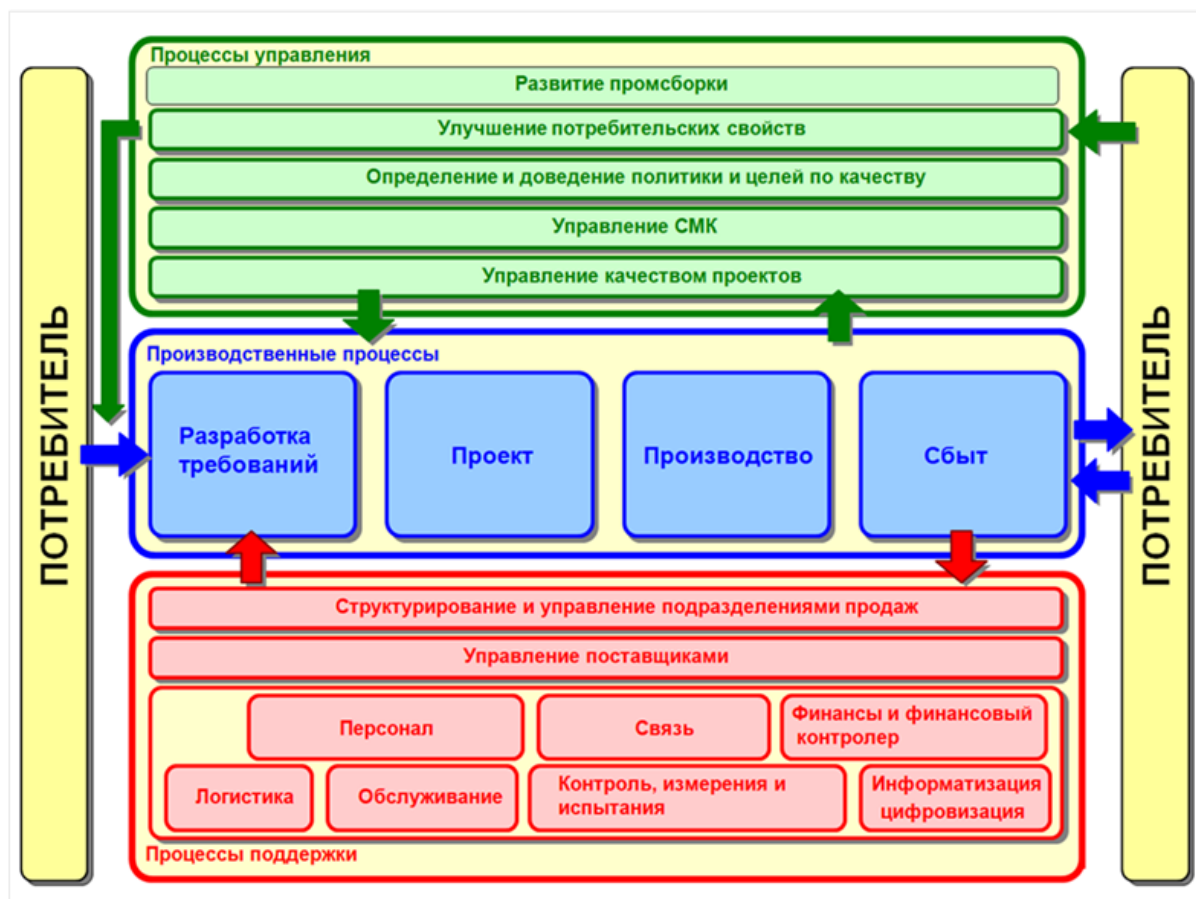 Процессы управления
Развитие промсборки
Улучшение потребительских свойств
Определение и доведение политики и целей по качеству
Управление СМК
Управление качеством проектов
ПОТРЕБИТЕЛЬ
ПОТРЕБИТЕЛЬ
Производственные процессы
Разработка
требований
Проект
Производство
Сбыт
Структурирование и управление подразделениями продаж
Управление поставщиками
Персонал
Связь
Финансы и финансовый
контролер
Логистика
Обслуживание
Контроль, измерения и
испытания
Информатизация
цифровизация
Процессы поддержки